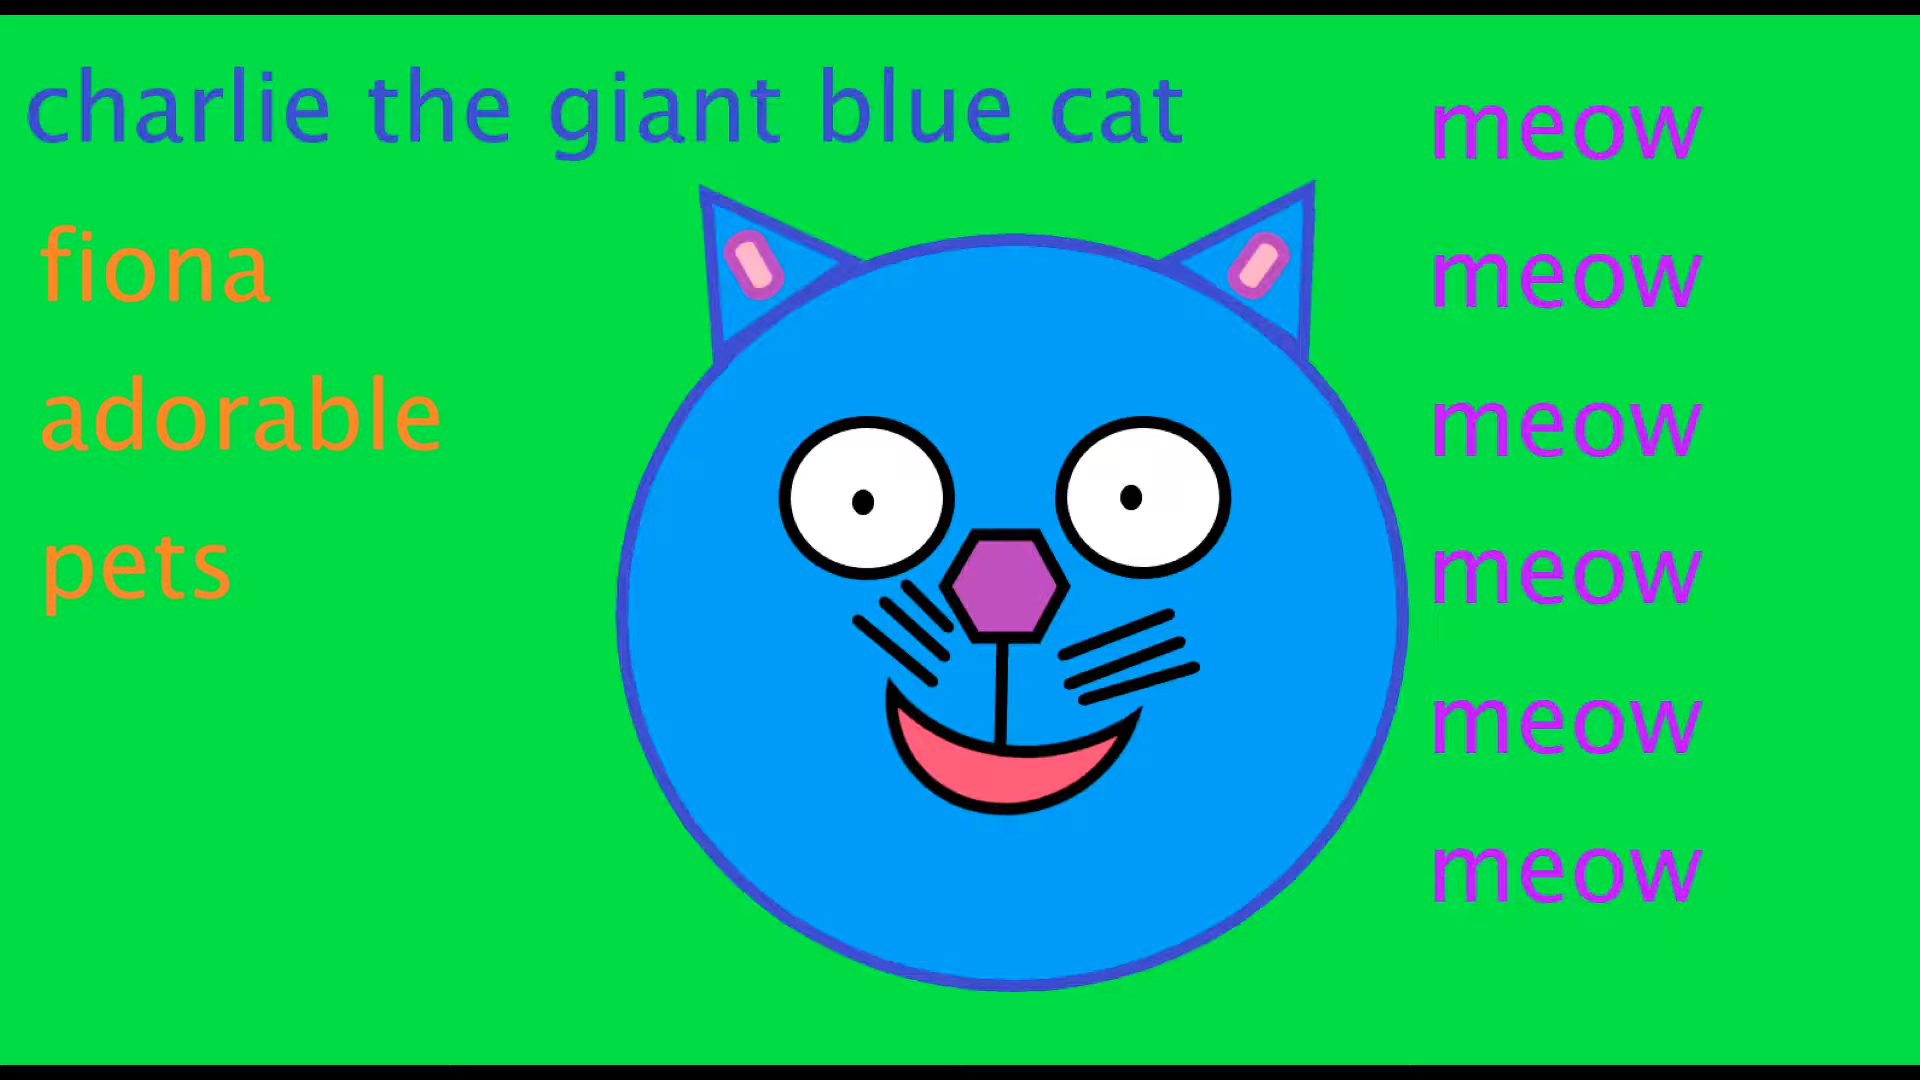 charlie the giant blue cat
fiona
adorable
pets
meow
meow
meow
meow
meow
meow